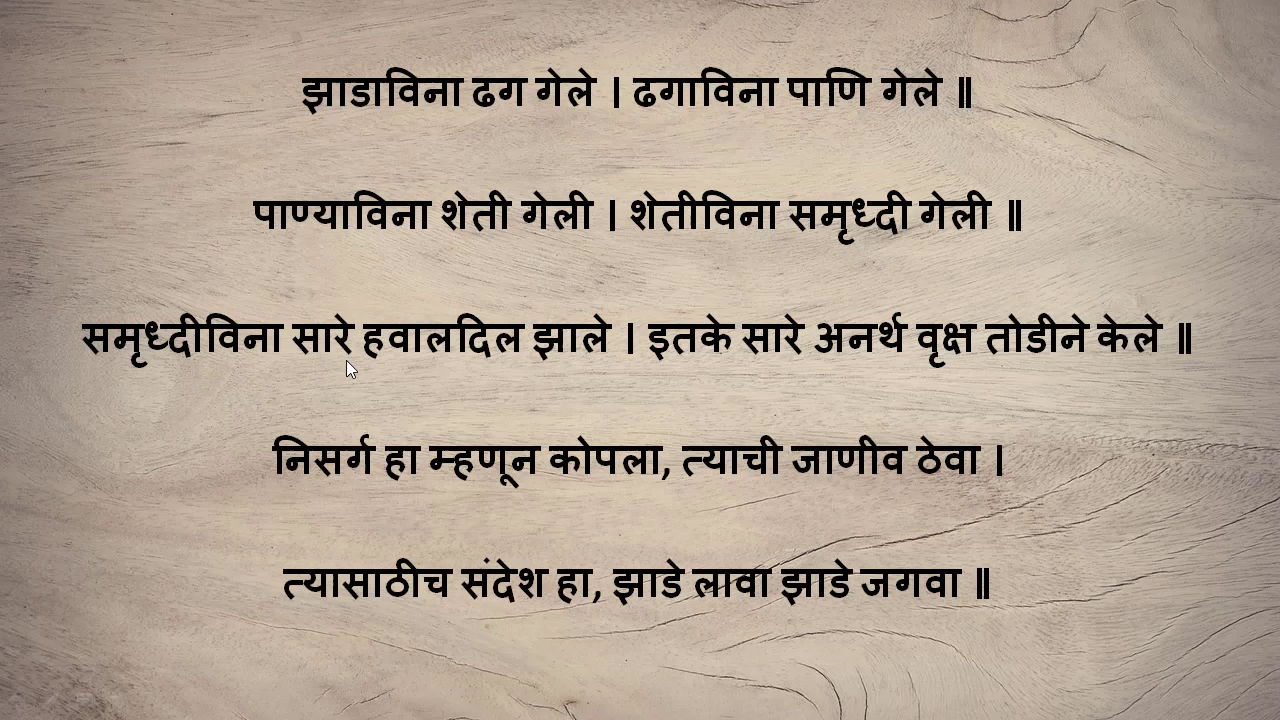 झाडाविना ढग गेले । ढगाविना पाणि गेले ॥
पाण्याविना शेती गेली । शेतीविना समृध्दी गेली ॥
समृध्दीविना सारे हवालदिल झाले । इतके सारे अनर्थ वृक्ष तोडीने केले ॥
निसर्ग हा म्हणून कोपला, त्याची जाणीव ठेवा ।
त्यासाठीच संदेश हा, झाडे लावा झाडे जगवा ॥